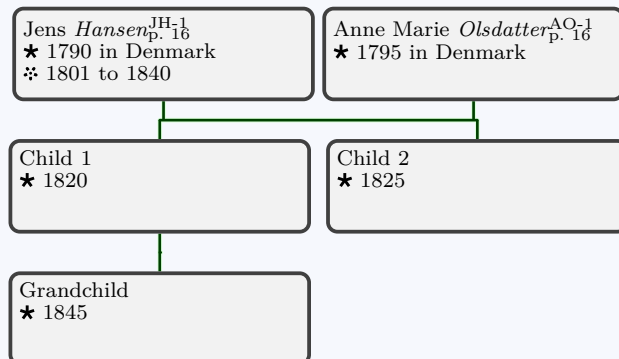 Jens Hansen JH-1 p. 16
★ 1790 in Denmark
፨ 1801 to 1840
Anne Marie Olsdatter AO-1 p. 16
★ 1795 in Denmark
Child 1
★ 1820
Child 2
★ 1825
Grandchild
★ 1845